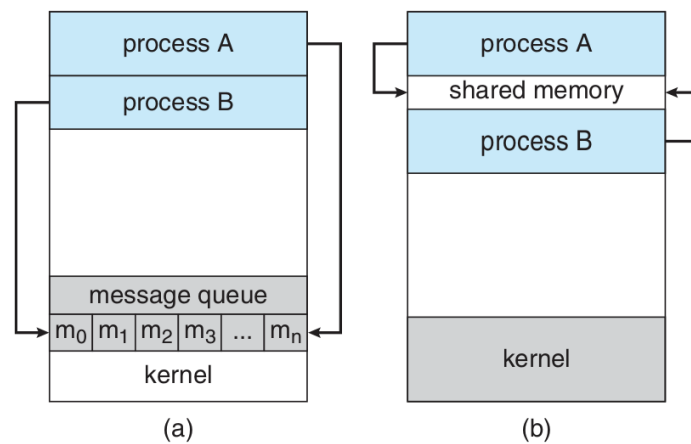 process A
process B
message queue
m0 m1 m2 m3 ... mn
kernel
(a)
process A
shared memory
process B
kernel
(b)